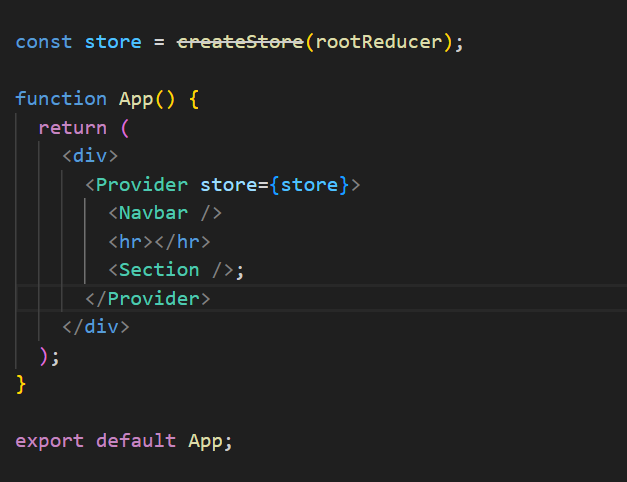 const store = createStore(rootReducer);
function App() {
return (
<div>
<Provider store={store}>
<Navbar />
<hr></hr>
<Section />;
</Provider>
</div>
);
}
export default App;